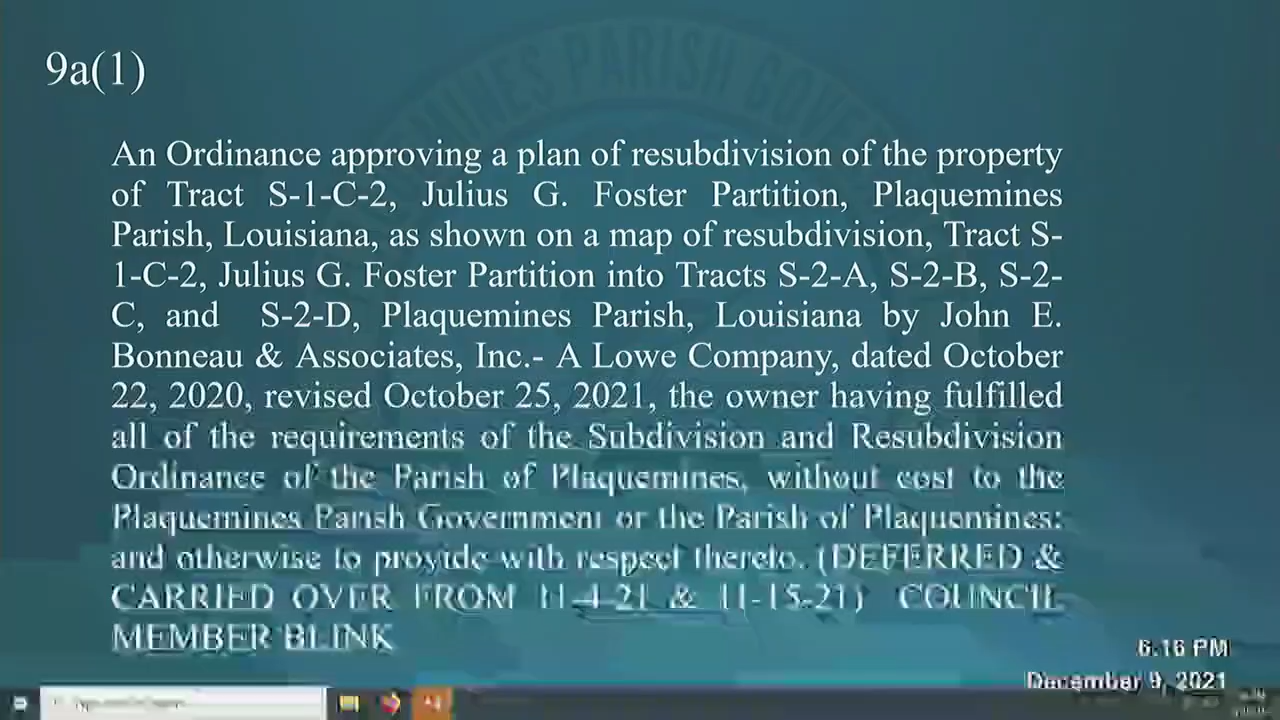 9a(1)
PLAQUEMINES PARISH GOVERNMENT
An Ordinance approving a plan of resubdivision of the property
of Tract S-1-C-2, Julius G. Foster Partition, Plaquemines
Parish, Louisiana, as shown on a map of resubdivision, Tract S-
1-C-2, Julius G. Foster Partition into Tracts S-2-A, S-2-B, S-2-
C, and S-2-D, Plaquemines Parish, Louisiana by John E.
Bonneau & Associates, Inc.- A Lowe Company, dated October
22, 2020, revised October 25, 2021, the owner having fulfilled
all of the requirements of the Subdivision and Resubdivision
Ordinance of the Parish of Plaquemines, without cost to the
Plaquemines Parish Government or the Parish of Plaquemines;
and otherwise to provide with respect thereto. (DEFERRED &
CARRIED OVER FROM 11-4-21 & 11-15-21) COUNCIL
MEMBER BLINK
6:16 PM
December 9, 2021